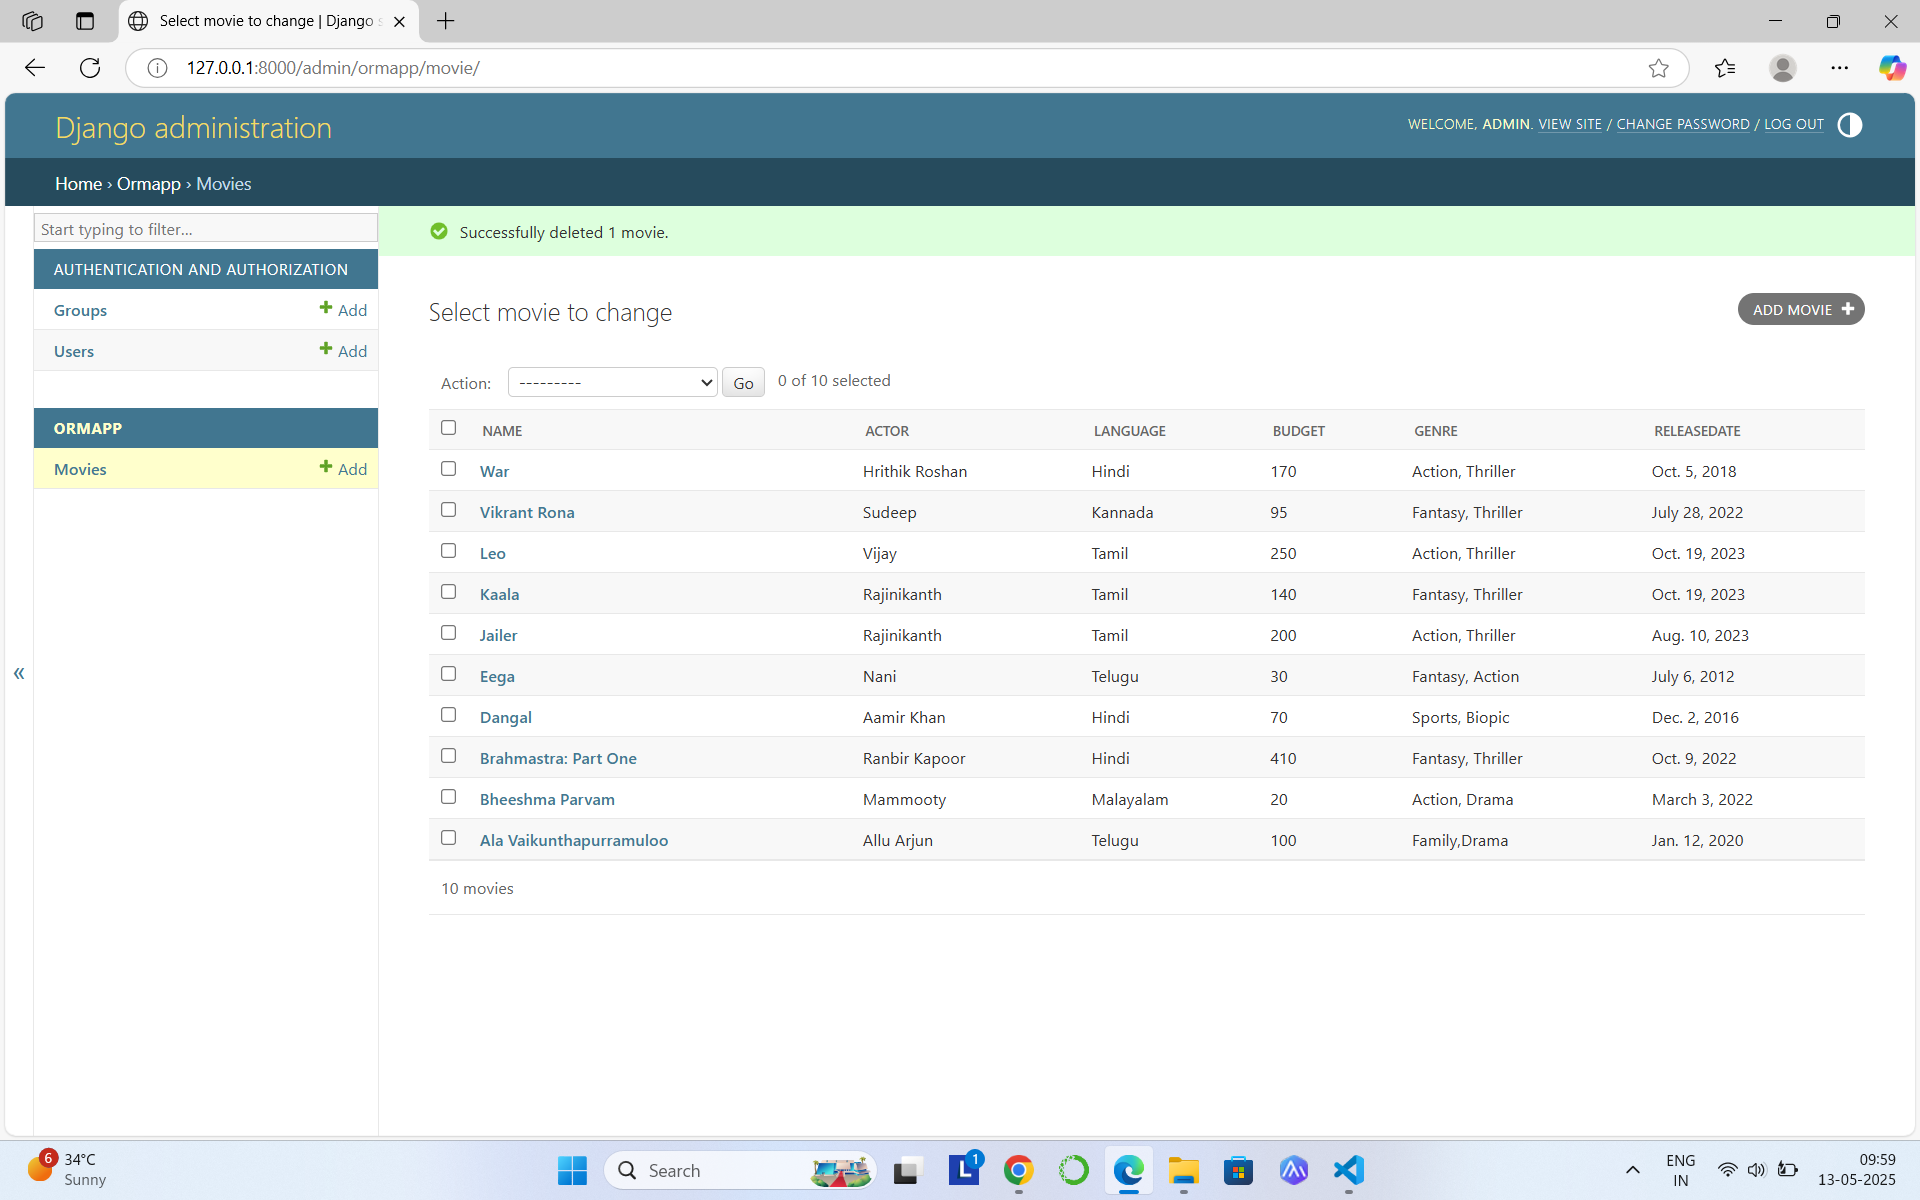 Select movie to change | Django s
127.0.0.1:8000/admin/ormapp/movie/
Django administration
WELCOME, ADMIN. VIEW SITE / CHANGE PASSWORD / LOG OUT
Home › Ormapp › Movies
Start typing to filter...
AUTHENTICATION AND AUTHORIZATION
Groups Add
Users Add
ORMAPP
Movies Add
«
Successfully deleted 1 movie.
Select movie to change
ADD MOVIE
Action: --------- Go 0 of 10 selected
NAME ACTOR LANGUAGE BUDGET GENRE RELEASEDATE
War Hrithik Roshan Hindi 170 Action, Thriller Oct. 5, 2018
Vikrant Rona Sudeep Kannada 95 Fantasy, Thriller July 28, 2022
Leo Vijay Tamil 250 Action, Thriller Oct. 19, 2023
Kaala Rajinikanth Tamil 140 Fantasy, Thriller Oct. 19, 2023
Jailer Rajinikanth Tamil 200 Action, Thriller Aug. 10, 2023
Eega Nani Telugu 30 Fantasy, Action July 6, 2012
Dangal Aamir Khan Hindi 70 Sports, Biopic Dec. 2, 2016
Brahmastra: Part One Ranbir Kapoor Hindi 410 Fantasy, Thriller Oct. 9, 2022
Bheeshma Parvam Mammooty Malayalam 20 Action, Drama March 3, 2022
Ala Vaikunthapurramuloo Allu Arjun Telugu 100 Family,Drama Jan. 12, 2020
10 movies
6
34°C
Sunny
Search
L 1
ENG
IN
09:59
13-05-2025